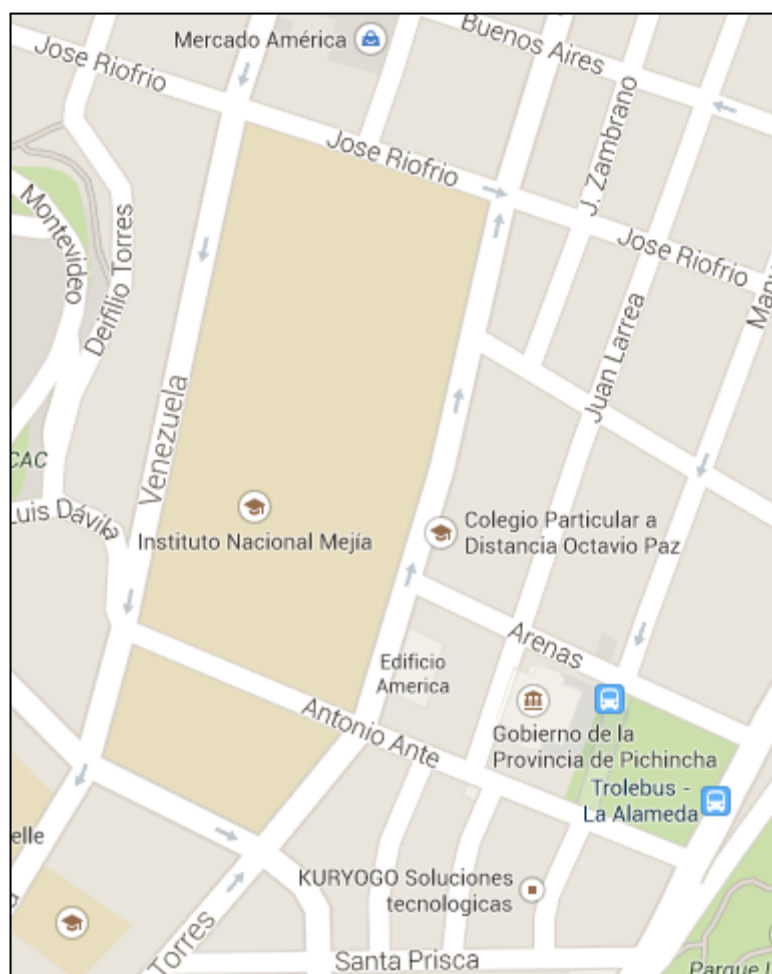 Mercado América
Buenos Aires
Jose Riofrio
Jose Riofrio
J. Zambrano
Jose Riofrio
Montevideo
Deifilio Torres
Juan Larrea
Venezuela
CAC
Luis Dávila
Instituto Nacional Mejía
Colegio Particular a
Distancia Octavio Paz
Arenas
Edificio
America
Antonio Ante
Gobierno de la
Provincia de Pichincha
Trolebus -
La Alameda
elle
KURYOGO Soluciones
tecnologicas
Torres
Santa Prisca
Parque